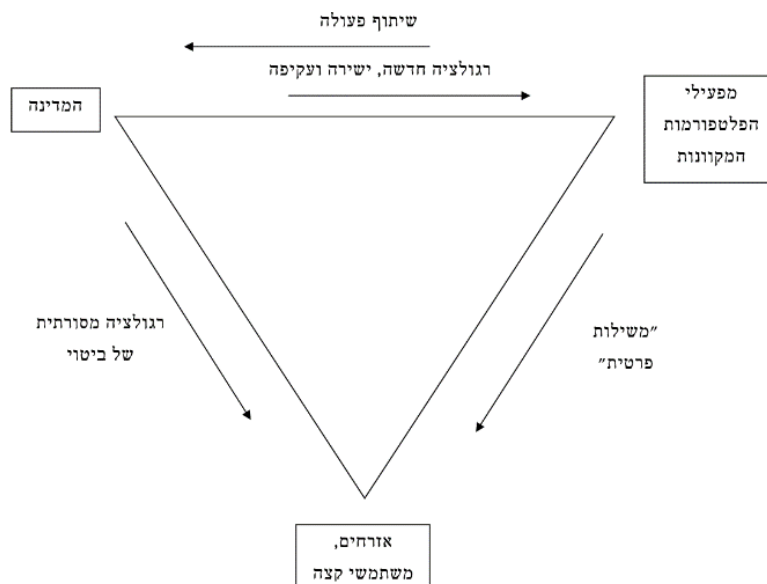 שיתוף פעולה
רגולציה חדשה, ישירה ועקיפה
מפעילי
הפלטפורמות
המקוונות
המדינה
רגולציה מסורתית
של ביטוי
"משילות
פרטית"
אזרחים,
משתמשי קצה